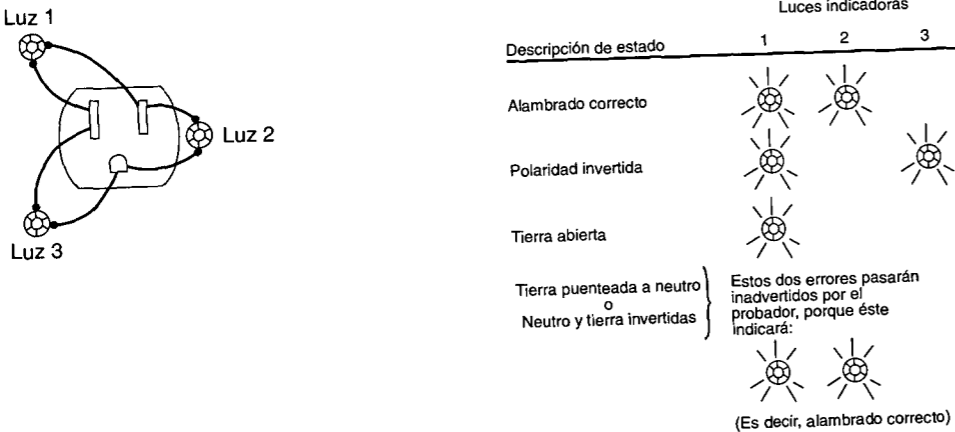 Luz 1
Luz 2
Luz 3
Luces indicadoras
Descripción de estado 1 2 3
Alambrado correcto
Polaridad invertida
Tierra abierta
Tierra puenteada a neutro
o
Neutro y tierra invertidas
Estos dos errores pasarán
inadvertidos por el
probador, porque éste
indicará:
(Es decir, alambrado correcto)